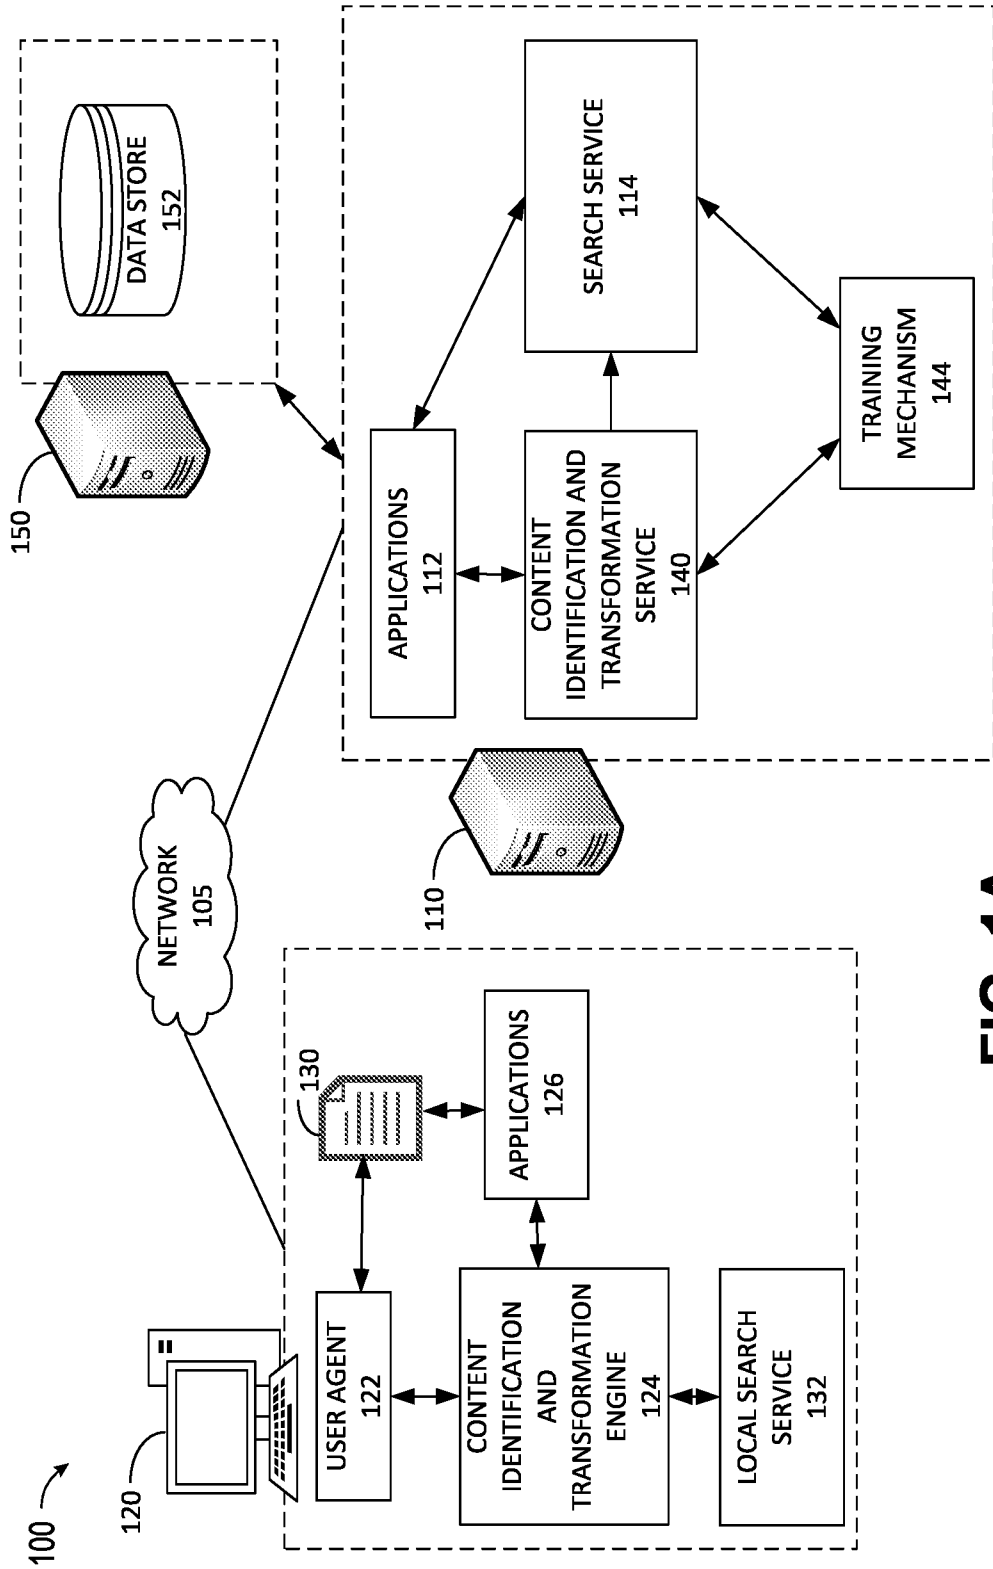 100
120
NETWORK
105
150
DATA STORE
152
USER AGENT
122
130
CONTENT
IDENTIFICATION
AND
TRANSFORMATION
ENGINE
124
APPLICATIONS
126
LOCAL SEARCH
SERVICE
132
110
APPLICATIONS
112
CONTENT
IDENTIFICATION AND
TRANSFORMATION
SERVICE
140
SEARCH SERVICE
114
TRAINING
MECHANISM
144
FIG. 1A